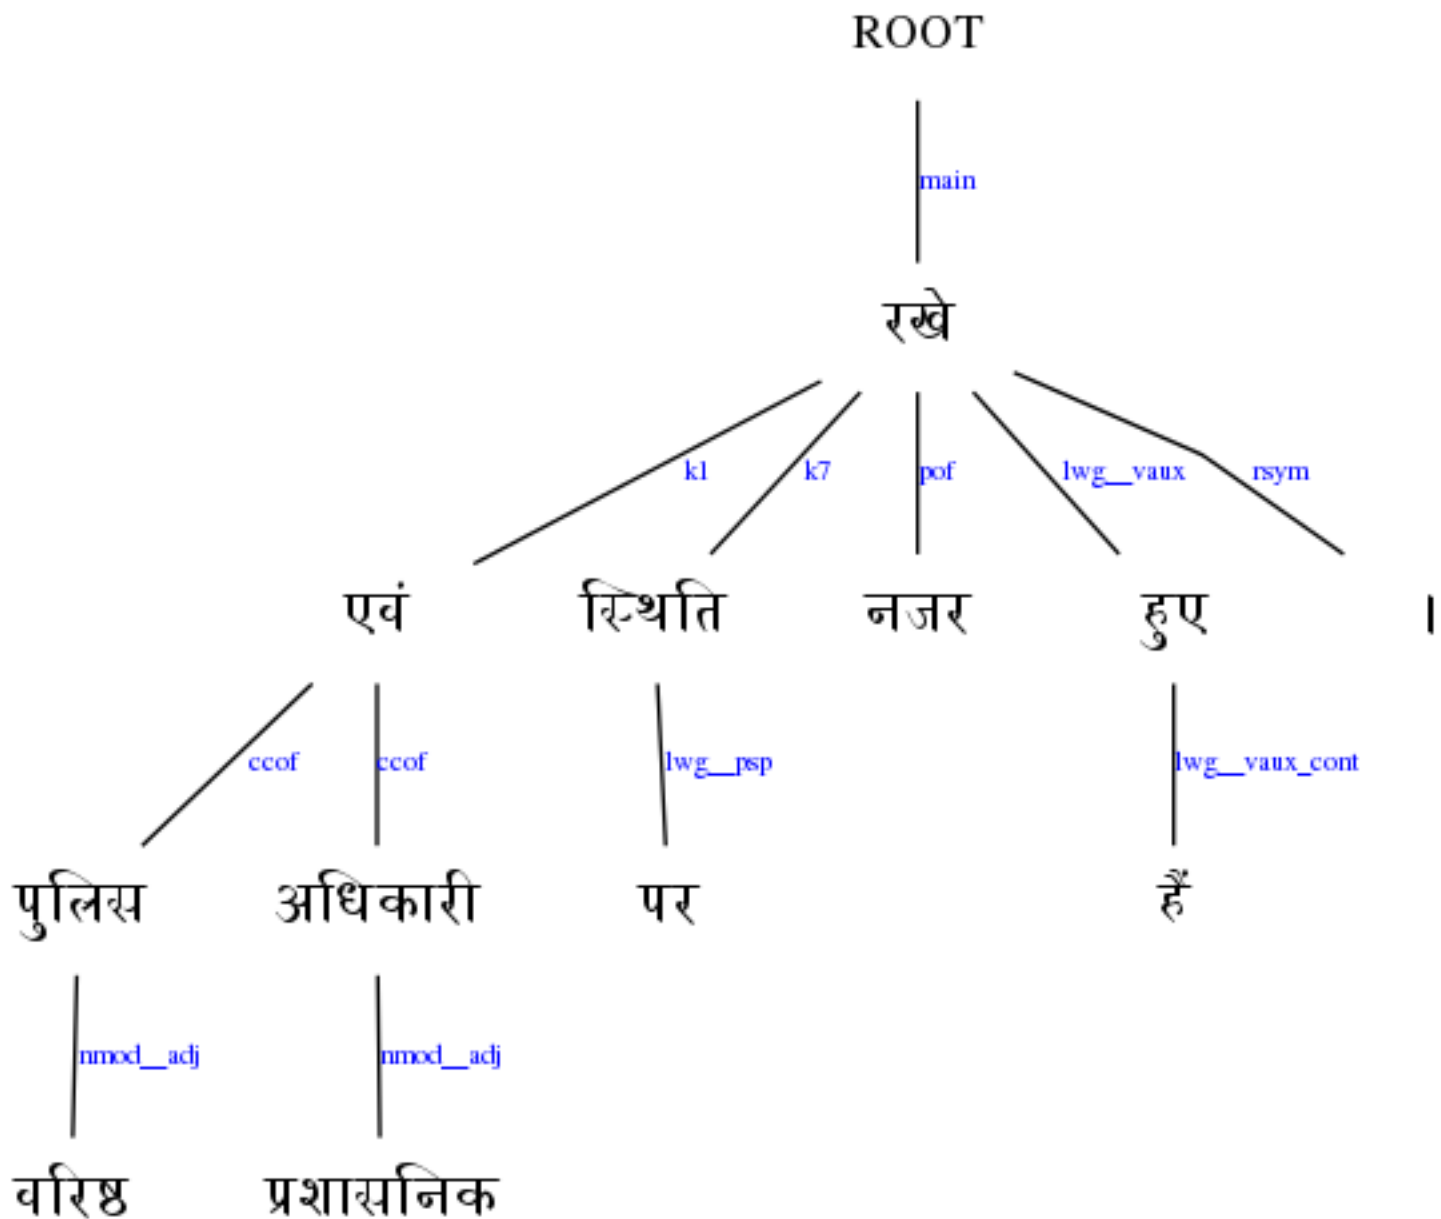 ROOT
main
रखे
k1 k7 pof lwg__vaux rsym
एवं स्थिति नजर हुए ।
ccof ccof lwg__psp lwg__vaux_cont
पुलिस अधिकारी पर हैं
nmod__adj nmod__adj
वरिष्ठ प्रशासनिक